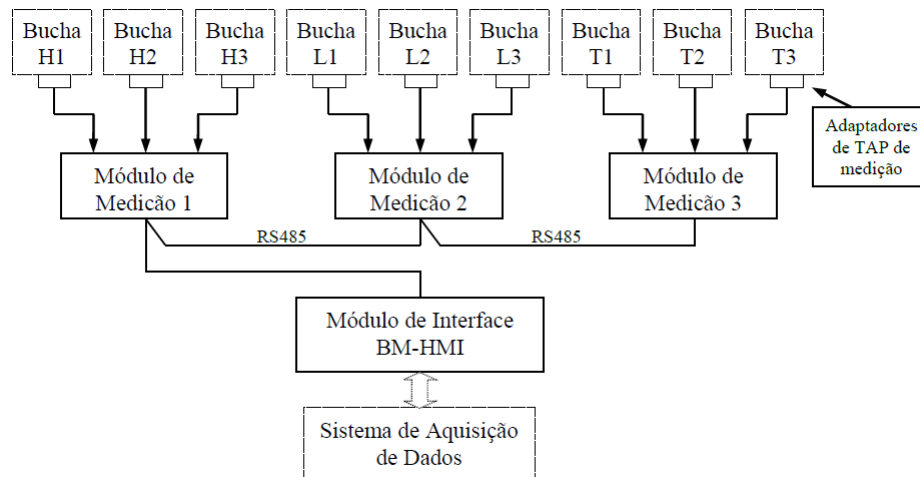 Bucha
H1
Bucha
H2
Bucha
H3
Bucha
L1
Bucha
L2
Bucha
L3
Bucha
T1
Bucha
T2
Bucha
T3
Adaptadores
de TAP de
medição
Módulo de
Medicão 1
Módulo de
Medicão 2
Módulo de
Medicão 3
RS485
RS485
Módulo de Interface
BM-HMI
Sistema de Aquisição
de Dados